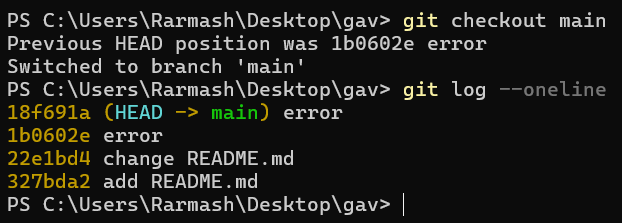 PS C:\Users\Rarmash\Desktop\gav> git checkout main
Previous HEAD position was 1b0602e error
Switched to branch 'main'
PS C:\Users\Rarmash\Desktop\gav> git log --oneline
18f691a (HEAD -> main) error
1b0602e error
22e1bd4 change README.md
327bda2 add README.md
PS C:\Users\Rarmash\Desktop\gav>